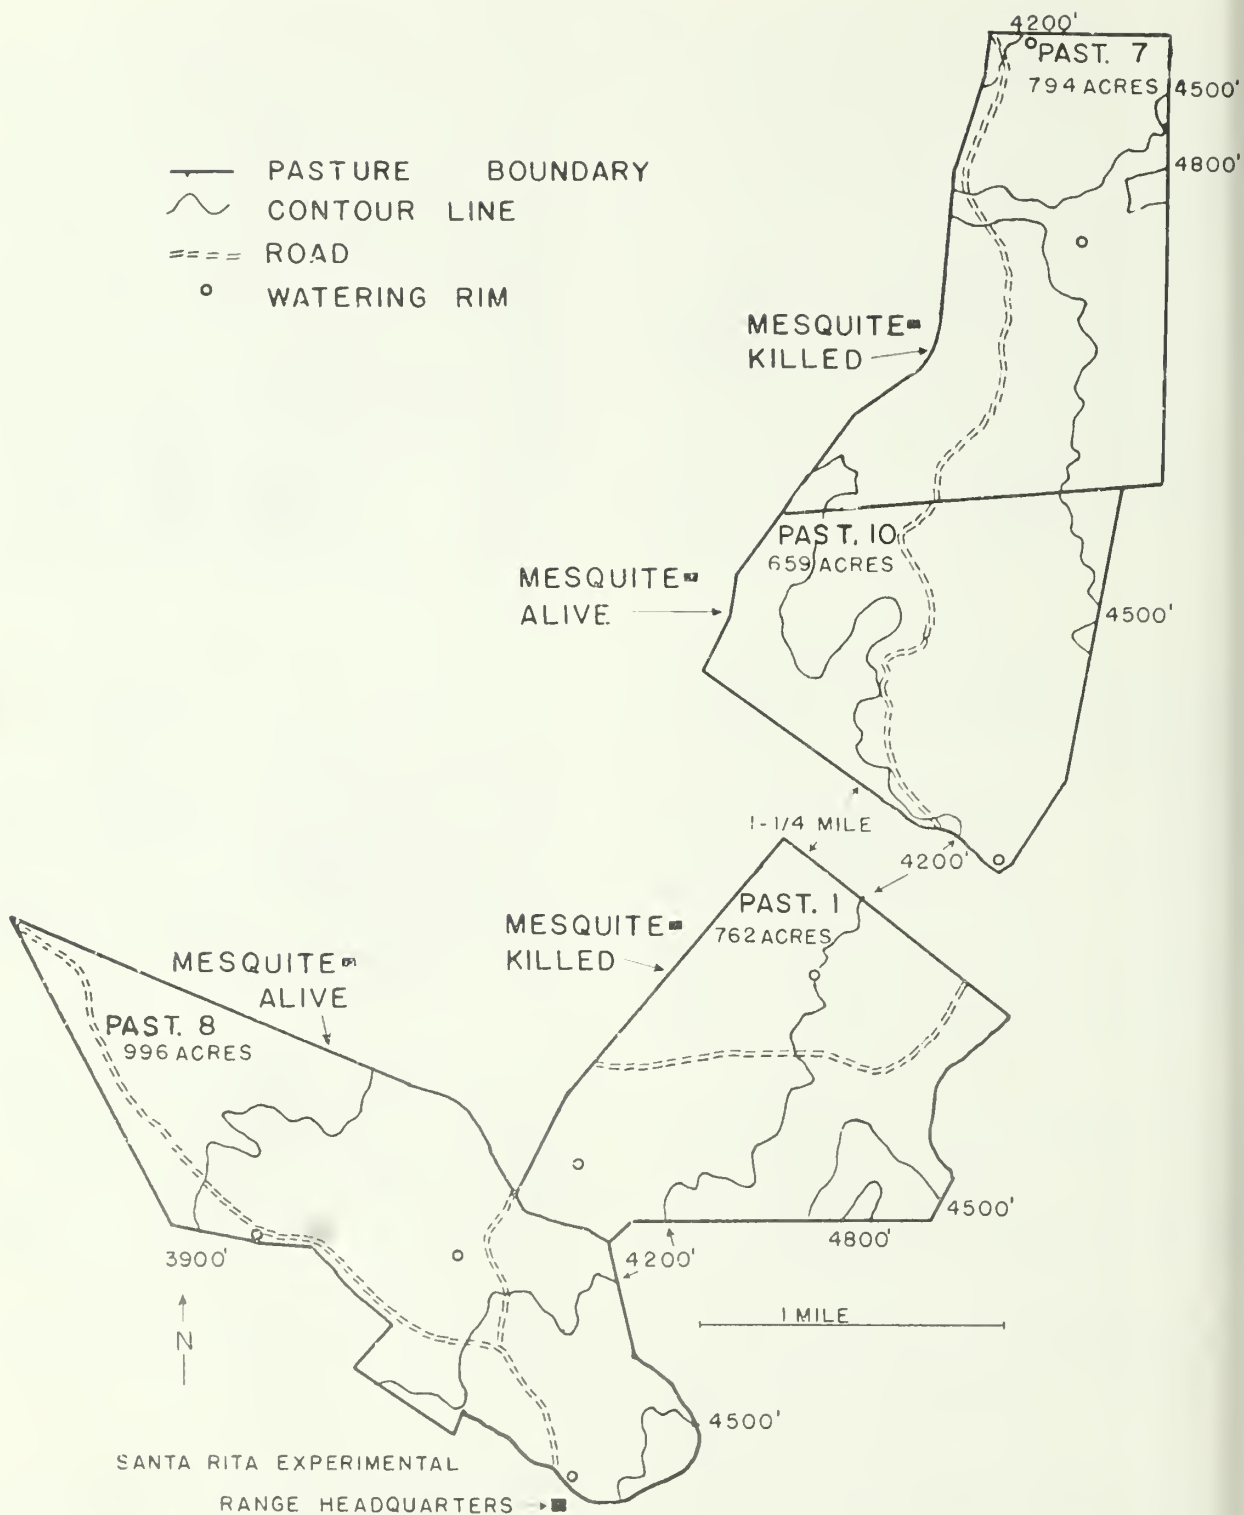 4200'
PAST. 7
794 ACRES
4500'
4800'
PASTURE BOUNDARY
CONTOUR LINE
ROAD
WATERING RIM
MESQUITE
KILLED
PAST. 10
659 ACRES
MESQUITE
ALIVE
4500'
1-1/4 MILE
4200'
PAST. 1
762 ACRES
MESQUITE
KILLED
MESQUITE
ALIVE
PAST. 8
996 ACRES
4500'
4800'
3900'
4200'
N
1 MILE
4500'
SANTA RITA EXPERIMENTAL
RANGE HEADQUARTERS